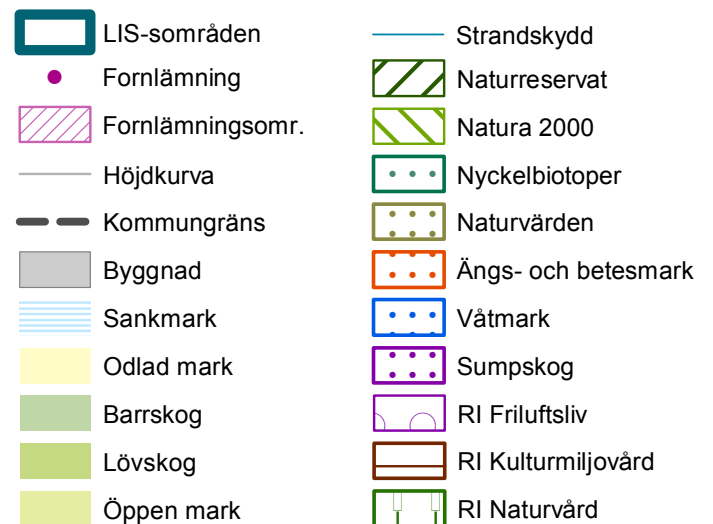 LIS-sområden
Fornlämning
Fornlämningsomr.
Höjdkurva
Kommungräns
Byggnad
Sankmark
Odlad mark
Barrskog
Lövskog
Öppen mark
Strandskydd
Naturreservat
Natura 2000
Nyckelbiotoper
Naturvärden
Ängs- och betesmark
Våtmark
Sumpskog
RI Friluftsliv
RI Kulturmiljovård
RI Naturvård